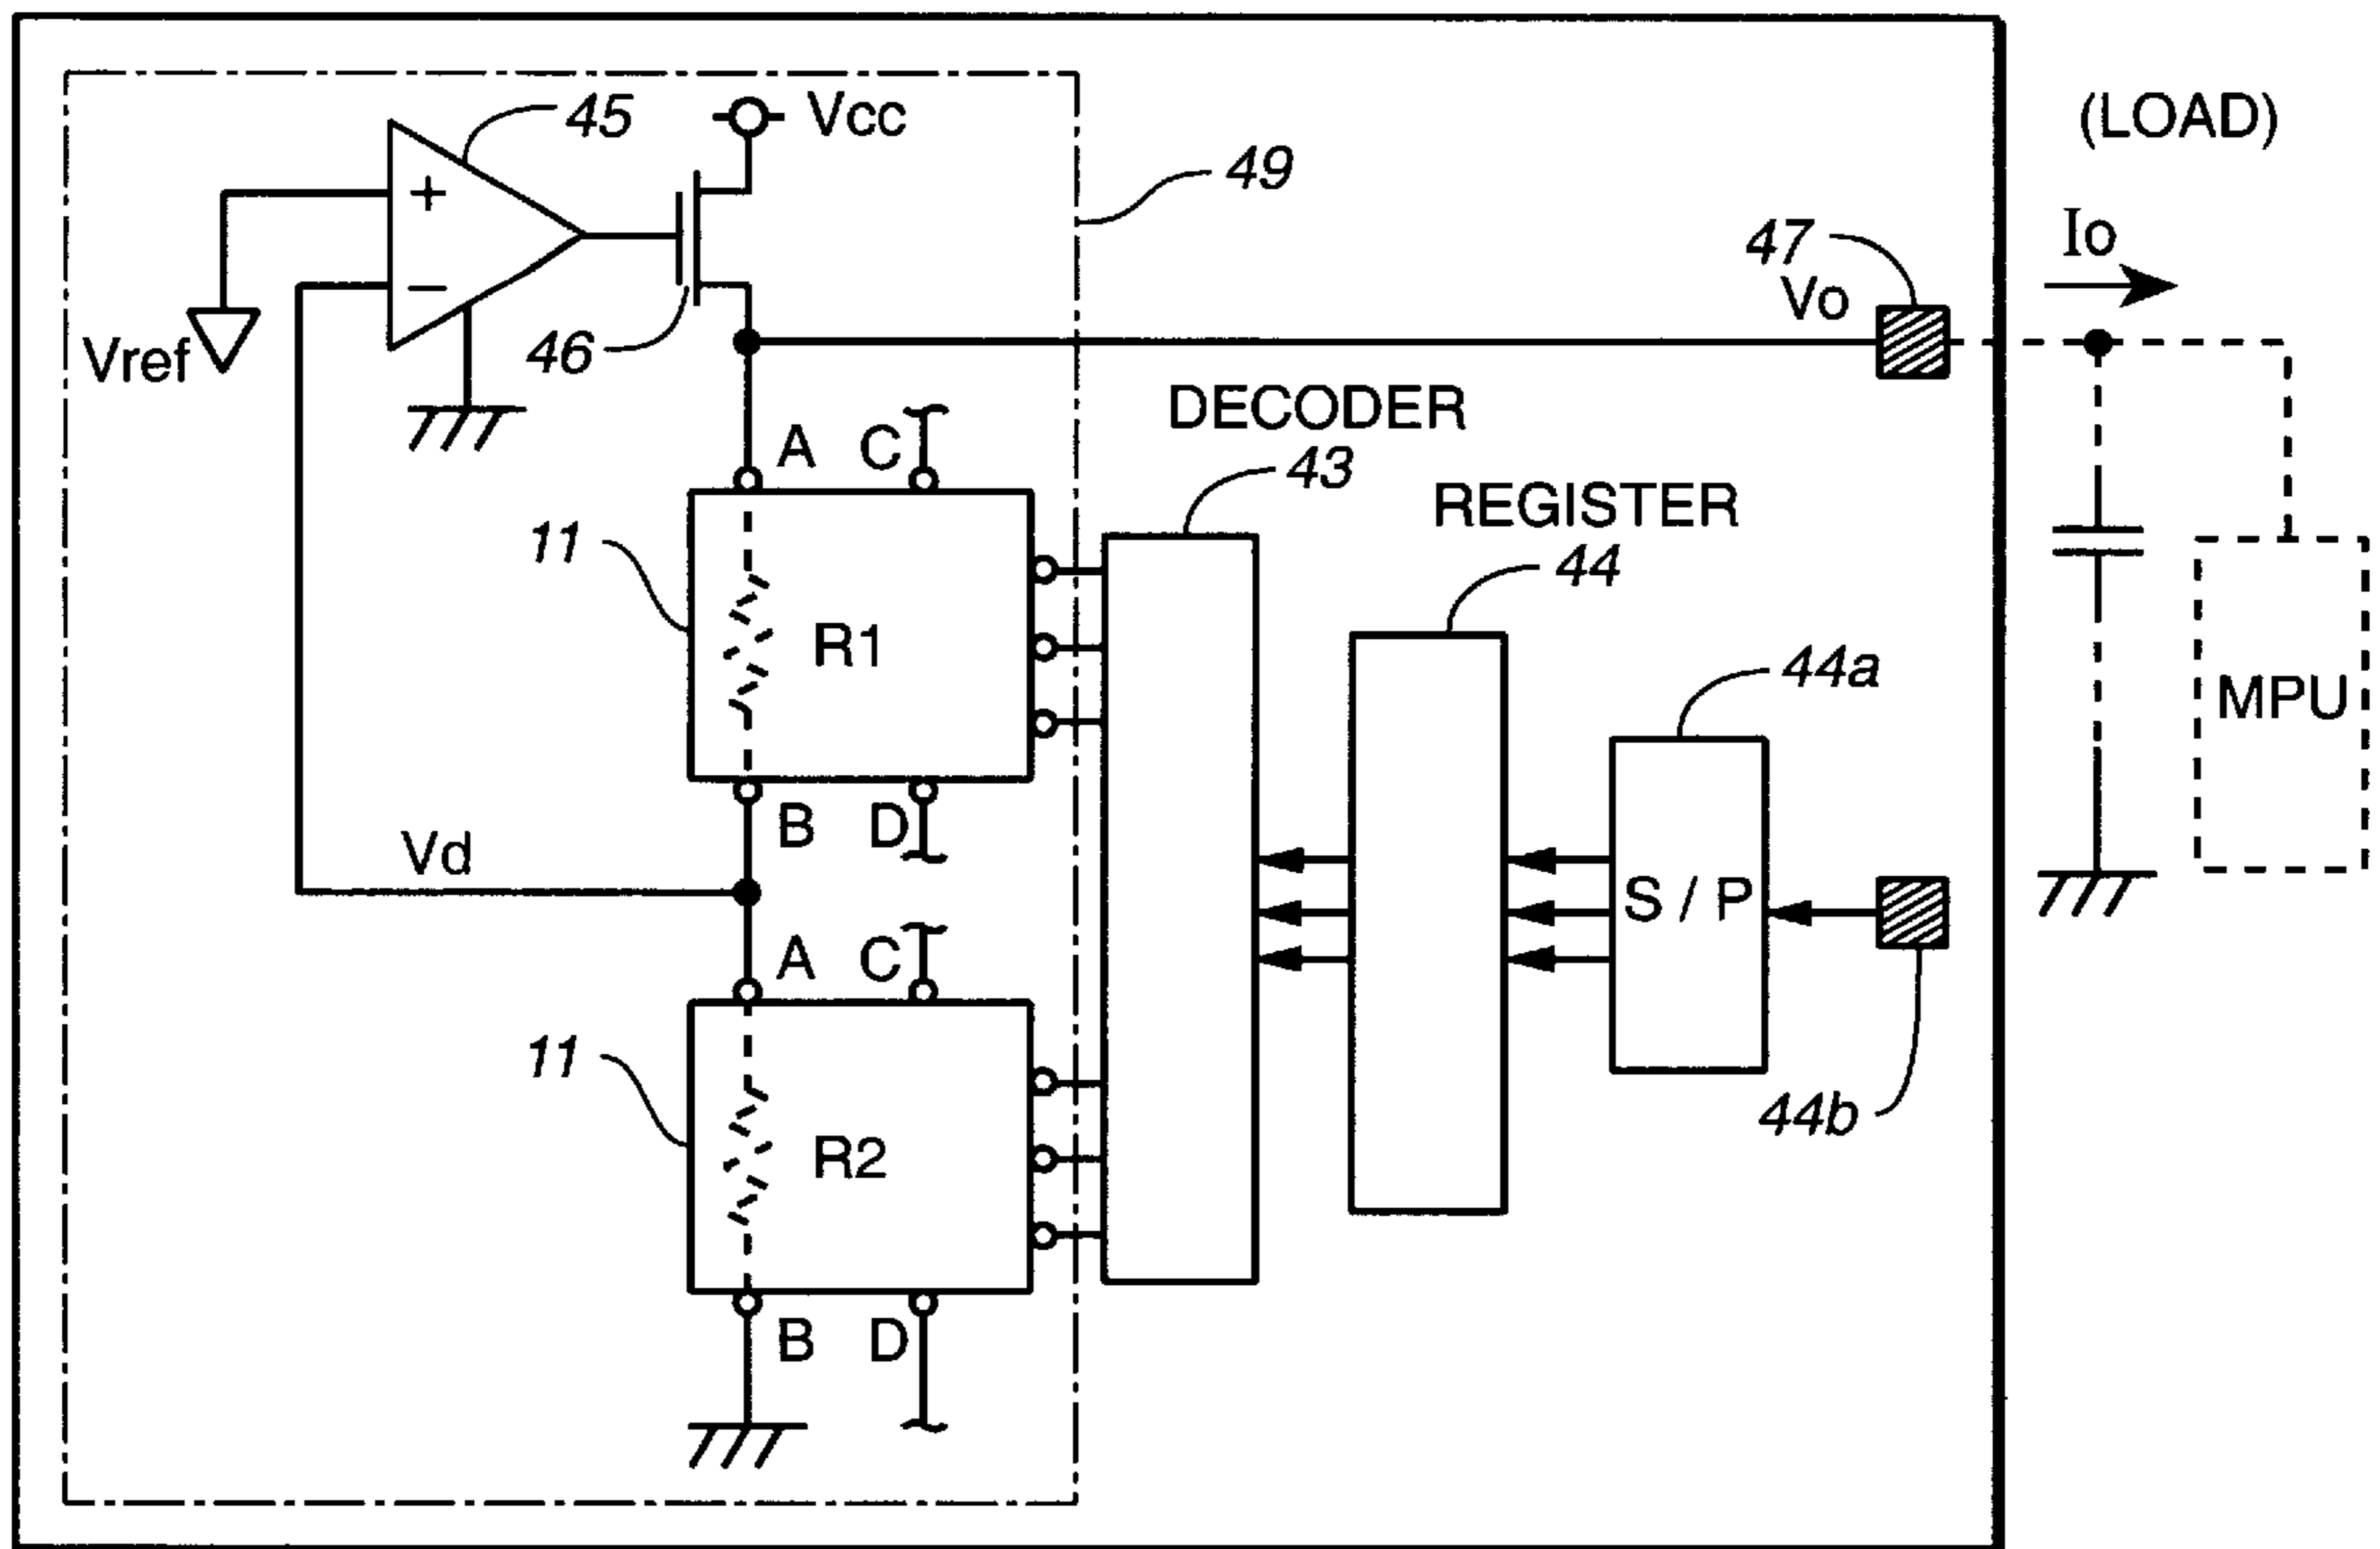 45
Vcc
(LOAD)
49
47
Io
+
Vo
−
Vref
46
DECODER
A
C
43
REGISTER
11
44
R1
44a
MPU
B
D
Vd
S / P
A
C
11
44b
R2
B
D